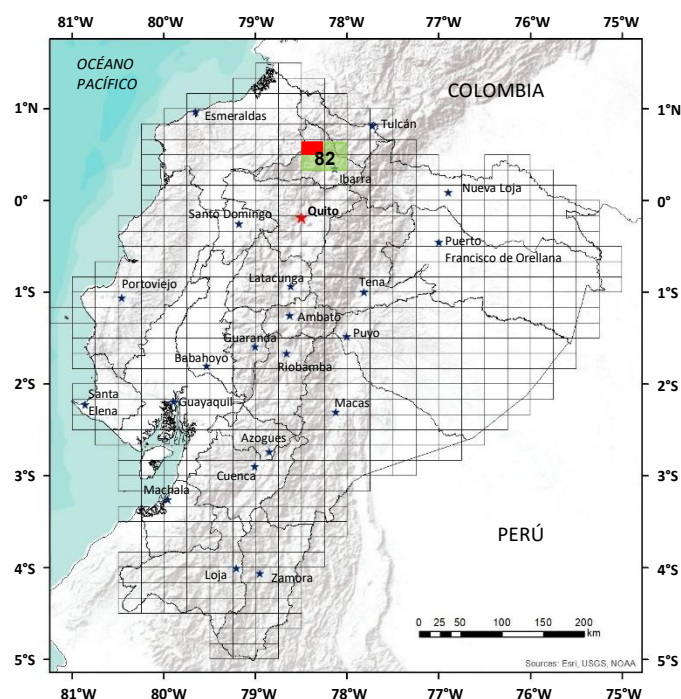 81°W 80°W 79°W 78°W 77°W 76°W 75°W
OCÉANO
PACÍFICO
COLOMBIA
1°N 1°N
Esmeraldas
Tulcán
82
Ibarra
Nueva Loja
0° 0°
Santo Domingo
Quito
Puerto
Francisco de Orellana
Latacunga
Tena
Portoviejo
1°S 1°S
Ambato
Guaranda
Puyo
Babahoyo
Riobamba
2°S 2°S
Santa
Elena
Guayaquil
Macas
Azogues
3°S 3°S
Cuenca
Machala
PERÚ
4°S 4°S
Loja
Zamora
0 25 50 100 150 200
km
Sources: Esri, USGS, NOAA
5°S 5°S
81°W 80°W 79°W 78°W 77°W 76°W 75°W